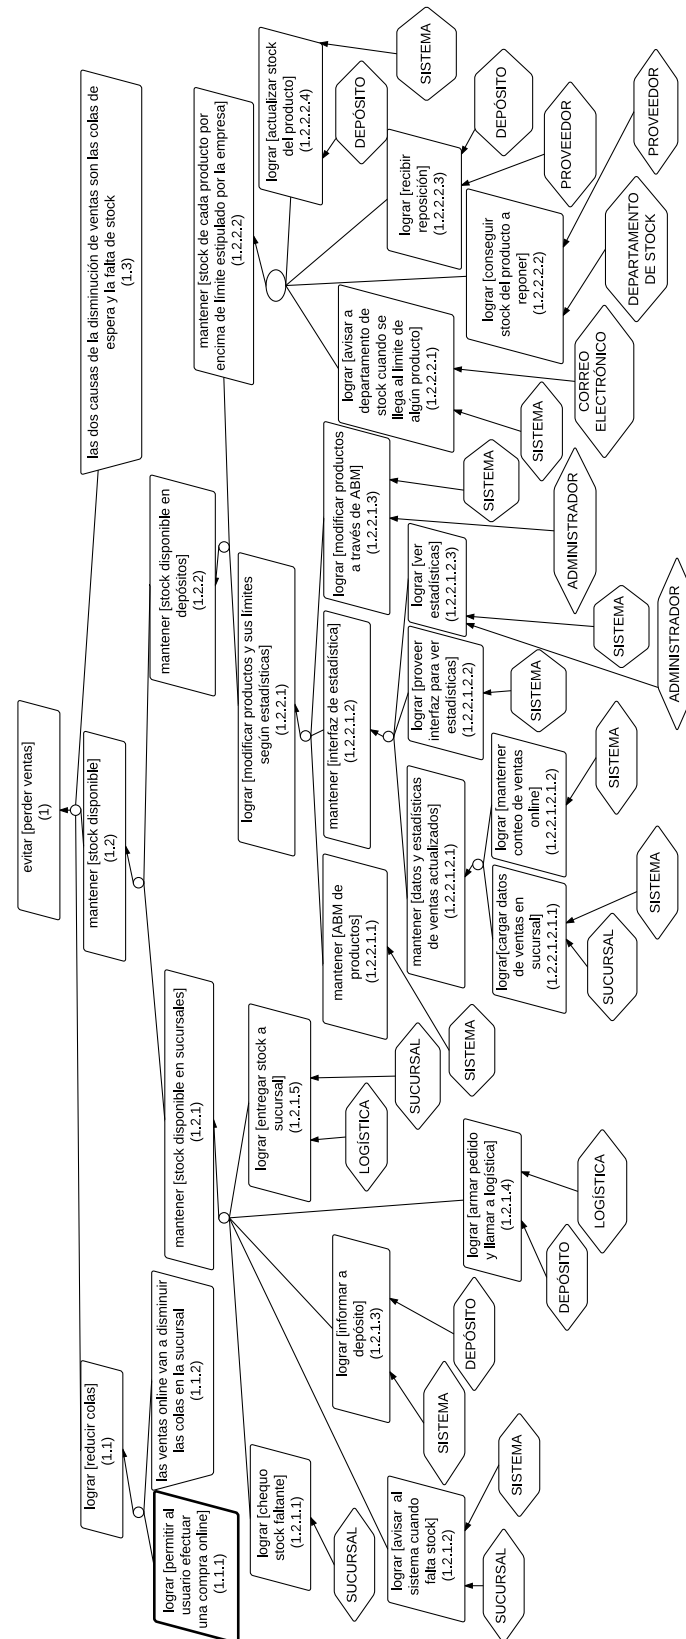 evitar [perder ventas]
(1)
lograr [reducir colas]
(1.1)
mantener [stock disponible]
(1.2)
las dos causas de la disminución de ventas son las colas de
espera y la falta de stock
(1.3)
lograr [permitir al
usuario efectuar
una compra online]
(1.1.1)
las ventas online van a disminuir
las colas en la sucursal
(1.1.2)
mantener [stock disponible en sucursales]
(1.2.1)
mantener [stock disponible en
depósitos]
(1.2.2)
lograr [chequo
stock faltante]
(1.2.1.1)
SUCURSAL
lograr [avisar al
sistema cuando
falta stock]
(1.2.1.2)
SUCURSAL
SISTEMA
lograr [informar a
depósito]
(1.2.1.3)
SISTEMA
DEPÓSITO
lograr [armar pedido
y llamar a logística]
(1.2.1.4)
DEPÓSITO
LOGÍSTICA
lograr [entregar stock a
sucursal]
(1.2.1.5)
LOGÍSTICA
SUCURSAL
lograr [modificar productos y sus límites
según estadísticas]
(1.2.2.1)
mantener [stock de cada producto por
encima de límite estipulado por la empresa]
(1.2.2.2)
mantener [ABM de
productos]
(1.2.2.1.1)
SISTEMA
mantener [interfaz de estadística]
(1.2.2.1.2)
lograr [modificar productos
a través de ABM]
(1.2.2.1.3)
SISTEMA
ADMINISTRADOR
mantener [datos y estadísticas
de ventas actualizados]
(1.2.2.1.2.1)
lograr [proveer
interfaz para ver
estadísticas]
(1.2.2.1.2.2)
SISTEMA
lograr [ver
estadísticas]
(1.2.2.1.2.3)
SISTEMA
ADMINISTRADOR
lograr[cargar datos
de ventas en
sucursal]
(1.2.2.1.2.1.1)
SUCURSAL
SISTEMA
lograr [manterner
conteo de ventas
online]
(1.2.2.1.2.1.2)
SISTEMA
lograr [avisar a
departamento de
stock cuando se
llega al limite de
algún producto]
(1.2.2.2.1)
SISTEMA
CORREO
ELECTRÓNICO
lograr [conseguir
stock del producto a
reponer]
(1.2.2.2.2)
DEPARTAMENTO
DE STOCK
PROVEEDOR
lograr [recibir
reposición]
(1.2.2.2.3)
DEPÓSITO
PROVEEDOR
lograr [actualizar stock
del producto]
(1.2.2.2.4)
DEPÓSITO
SISTEMA